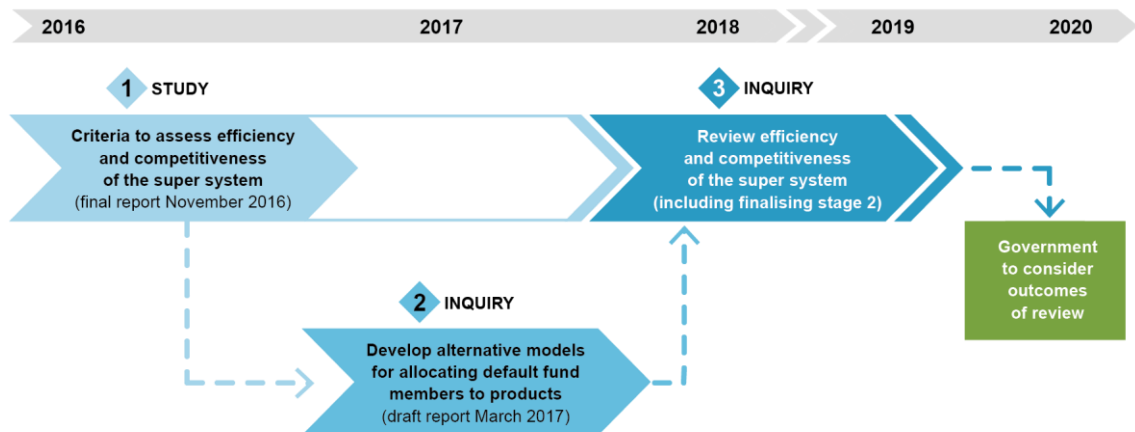 2016 2017 2018 2019 2020
1 STUDY
3 INQUIRY
Criteria to assess efficiency
and competitiveness
of the super system
(final report November 2016)
Review efficiency
and competitiveness
of the super system
(including finalising stage 2)
Government
to consider
outcomes
of review
2 INQUIRY
Develop alternative models
for allocating default fund
members to products
(draft report March 2017)